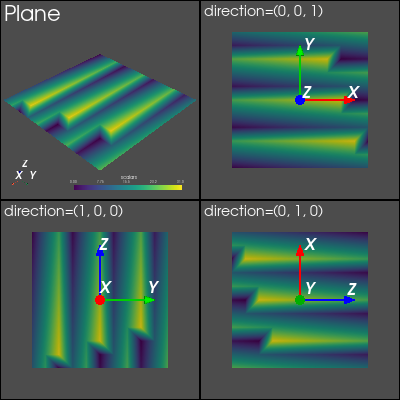 Plane
Z
X Y
scalars
direction=(0, 0, 1)
Y
Z X
direction=(1, 0, 0)
Z
X Y
direction=(0, 1, 0)
X
Y Z